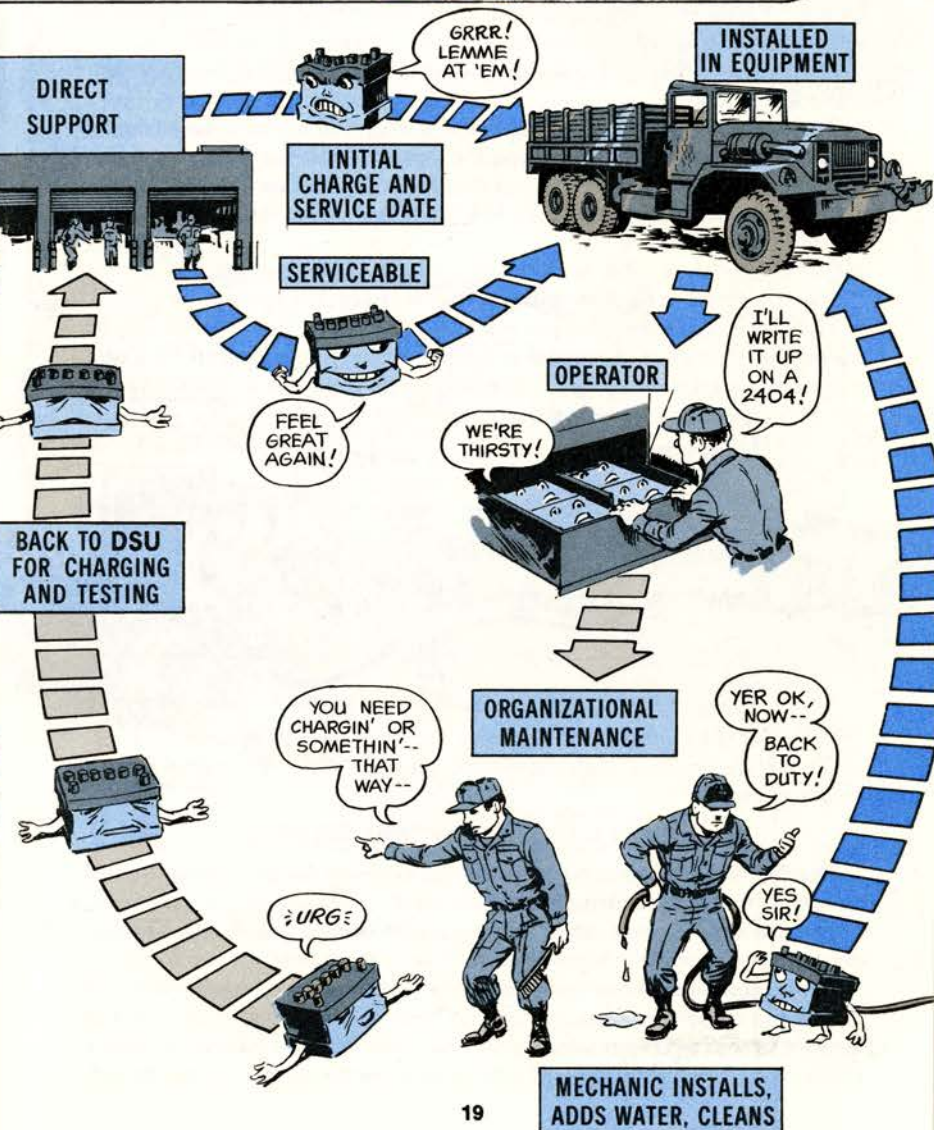 GRRR!
LEMME
AT 'EM!
INSTALLED
IN EQUIPMENT
DIRECT
SUPPORT
INITIAL
CHARGE AND
SERVICE DATE
SERVICEABLE
FEEL
GREAT
AGAIN!
I'LL
WRITE
IT UP
ON A
2404!
OPERATOR
WE'RE
THIRSTY!
BACK TO DSU
FOR CHARGING
AND TESTING
ORGANIZATIONAL
MAINTENANCE
YOU NEED
CHARGIN' OR
SOMETHIN'--
THAT
WAY--
YER OK,
NOW--
BACK
TO
DUTY!
URG
YES
SIR!
MECHANIC INSTALLS,
ADDS WATER, CLEANS
19